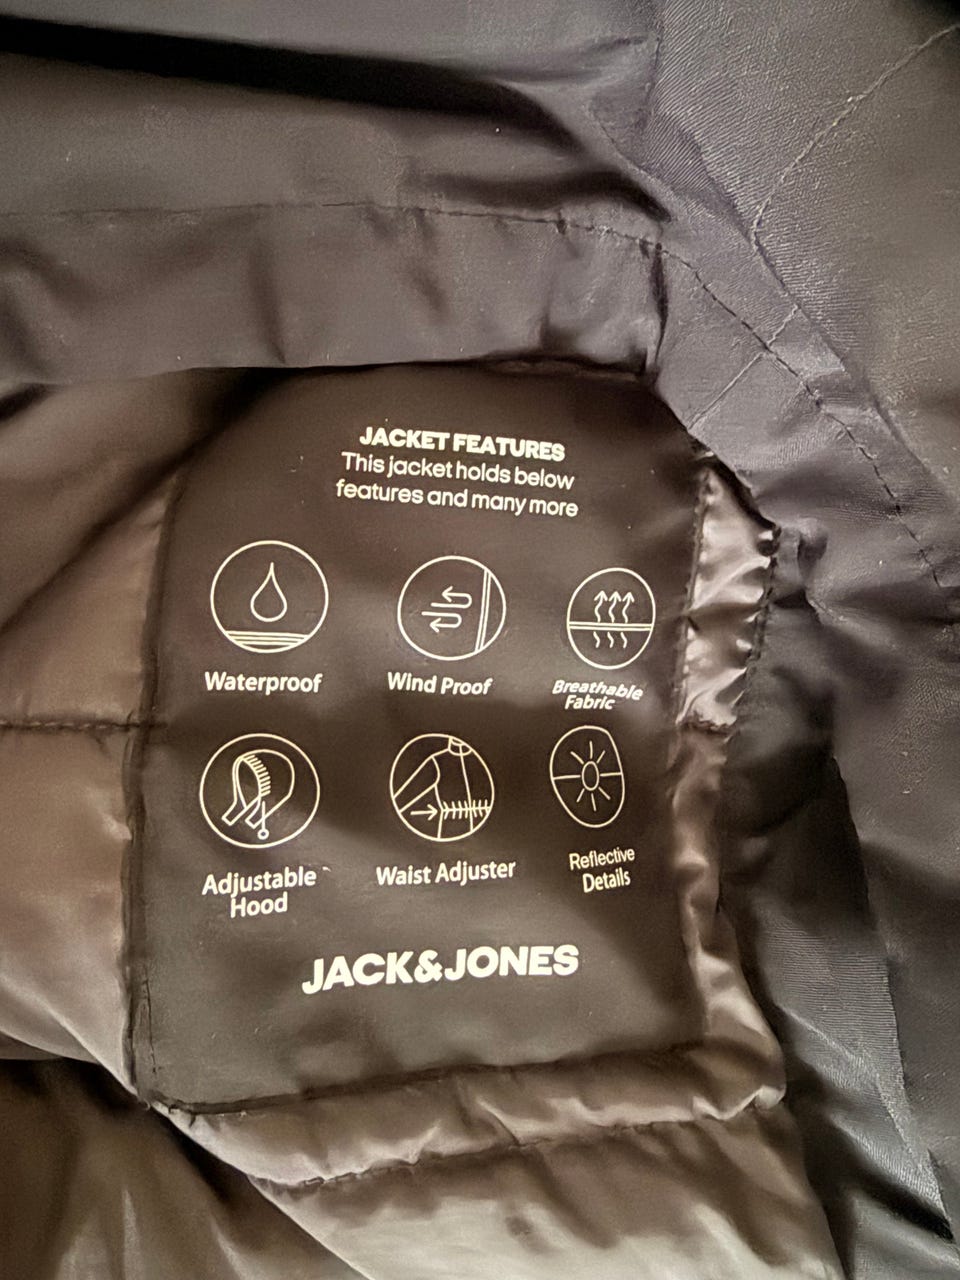 JACKET FEATURES
This jacket holds below
features and many more
Waterproof
Wind Proof
Breathable
Fabric
Adjustable
Hood
Waist Adjuster
Reflective
Details
JACK&JONES